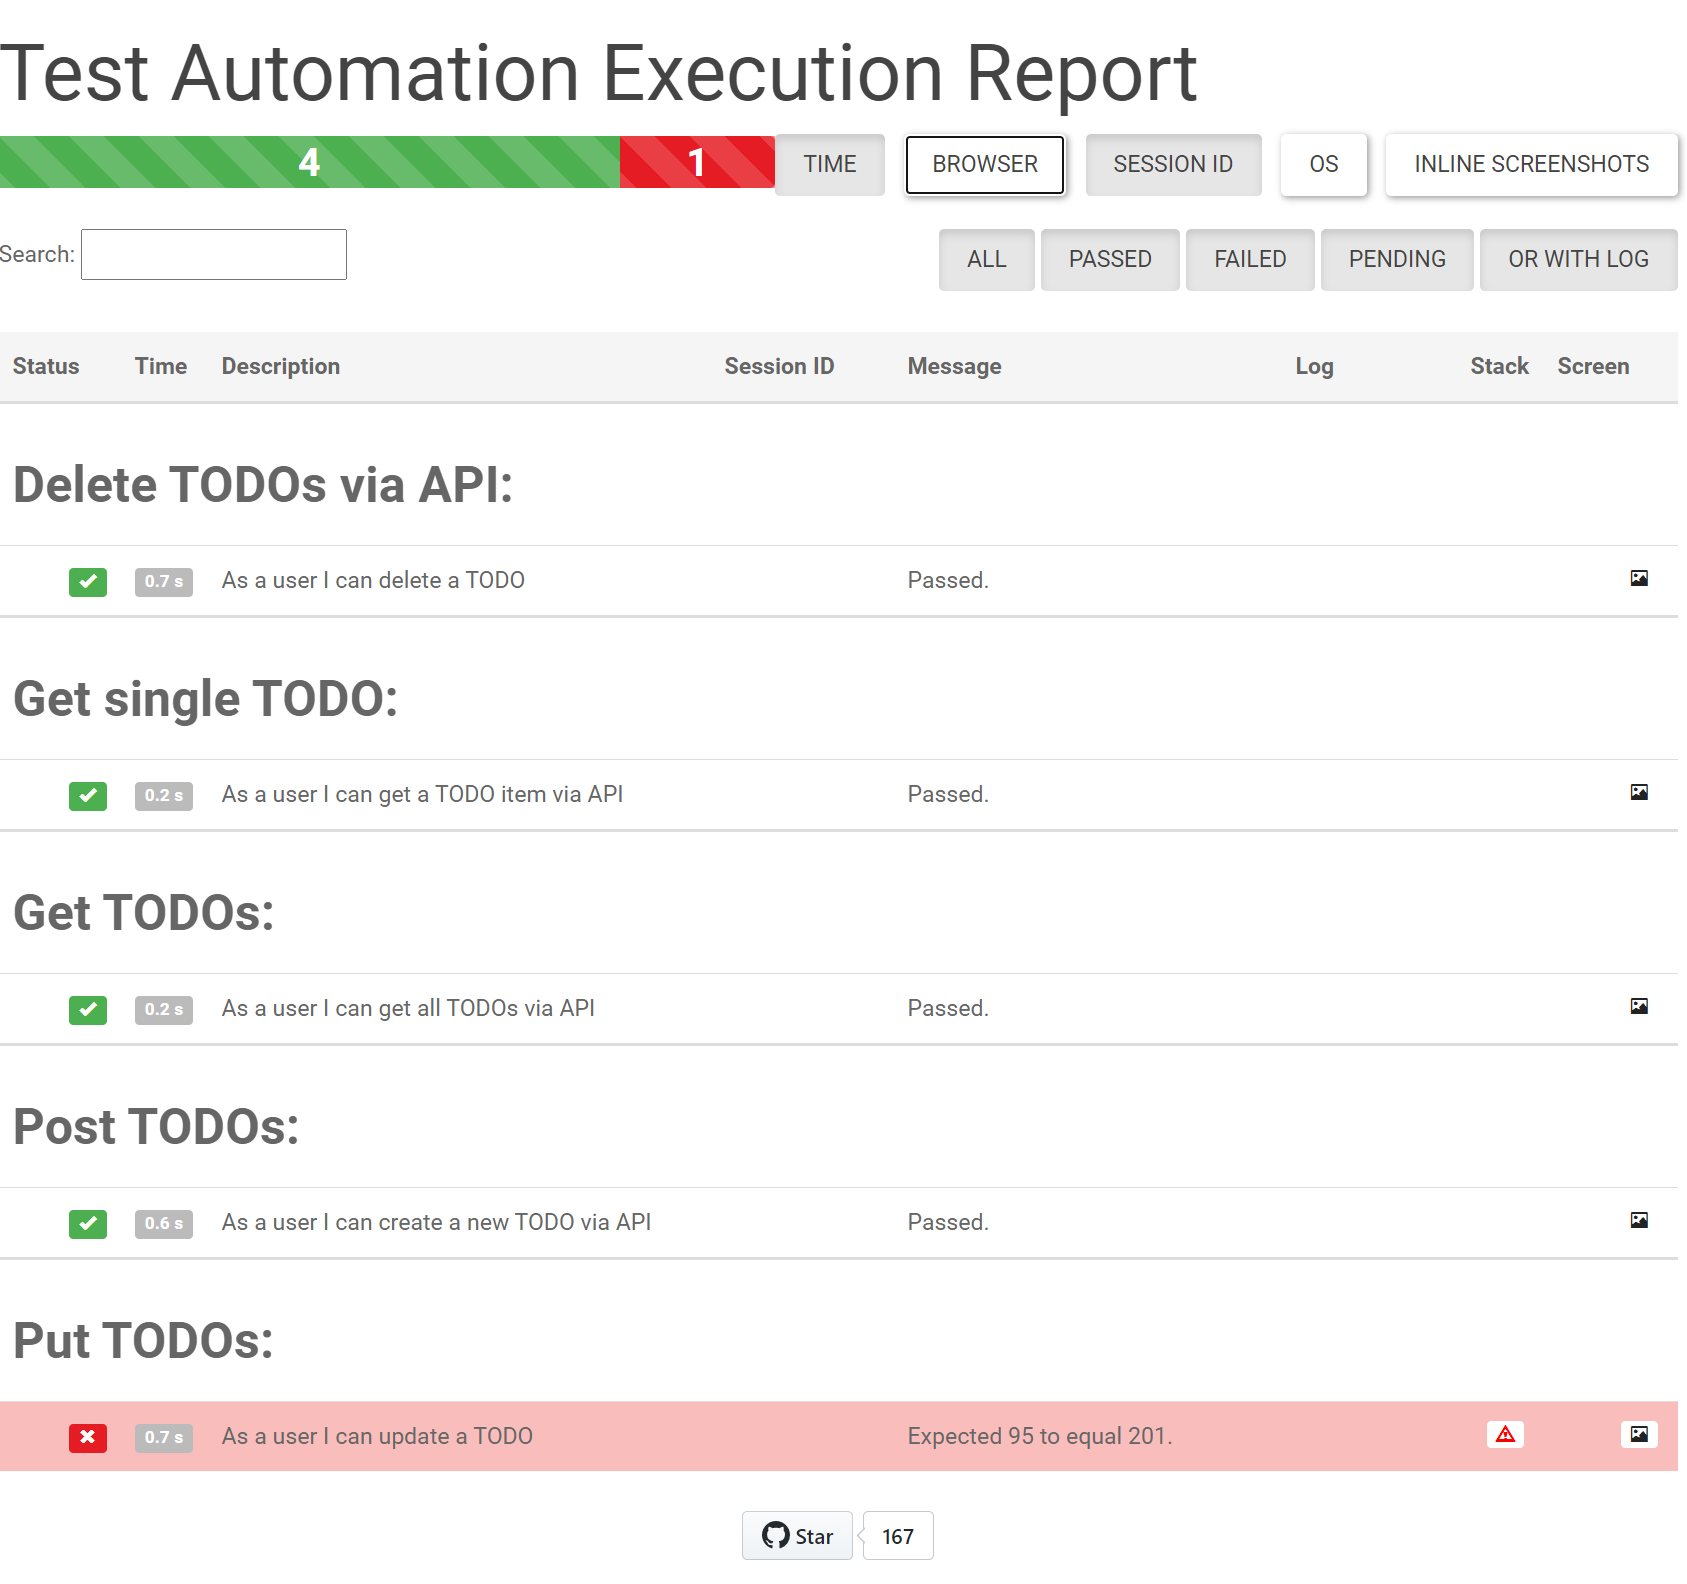 Test Automation Execution Report
4 1 TIME BROWSER SESSION ID OS INLINE SCREENSHOTS
Search: ALL PASSED FAILED PENDING OR WITH LOG
Status Time Description Session ID Message Log Stack Screen
Delete TODOs via API:
0.7 s As a user I can delete a TODO Passed.
Get single TODO:
0.2 s As a user I can get a TODO item via API Passed.
Get TODOs:
0.2 s As a user I can get all TODOs via API Passed.
Post TODOs:
0.6 s As a user I can create a new TODO via API Passed.
Put TODOs:
0.7 s As a user I can update a TODO Expected 95 to equal 201.
Star 167